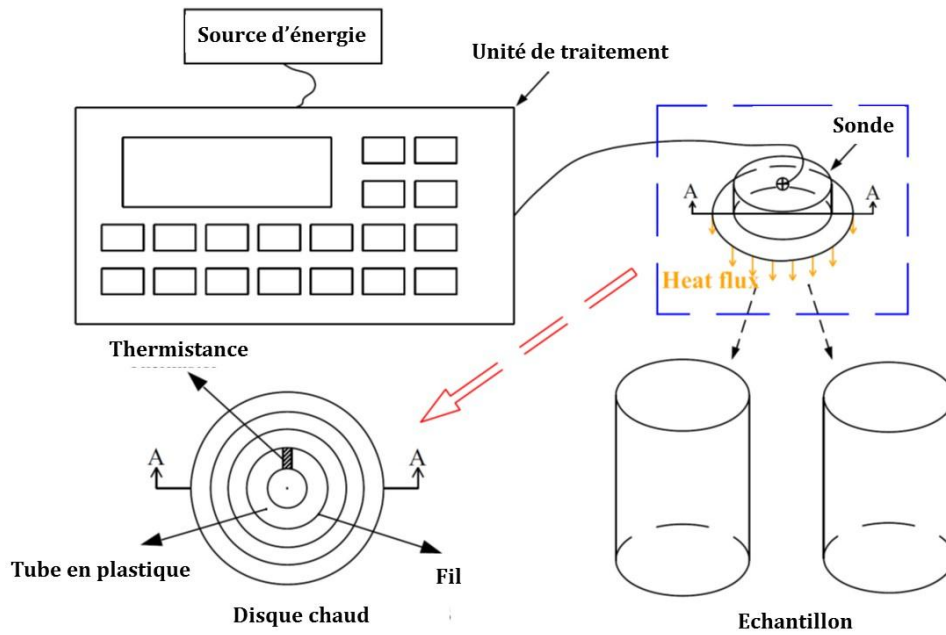 Source d'énergie
Unité de traitement
Sonde
A
A
Heat flux
Thermistance
A
A
Tube en plastique
Fil
Disque chaud
Echantillon